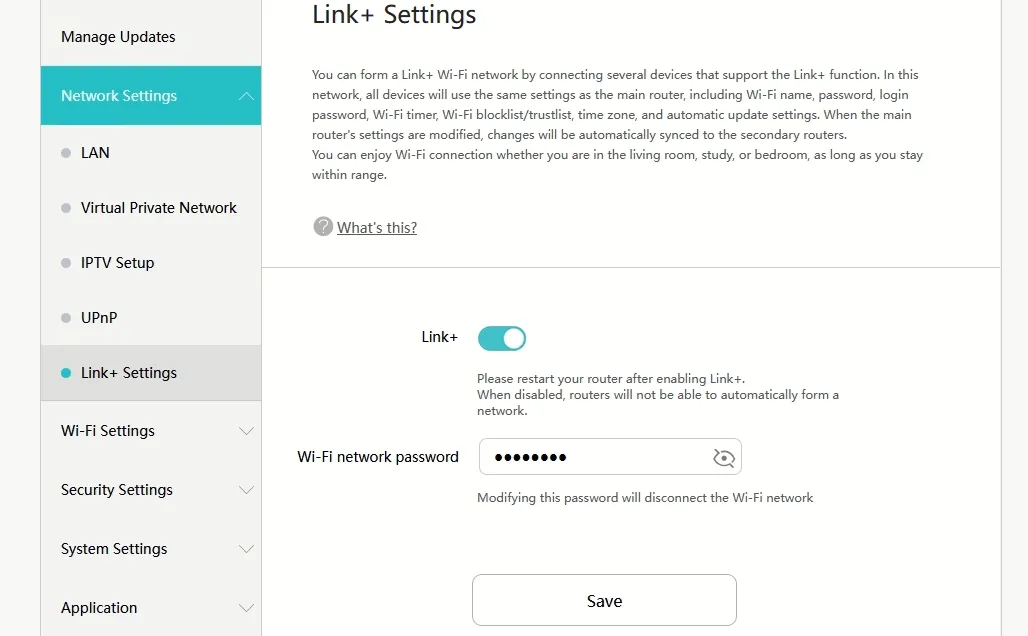 Manage Updates
Network Settings
LAN
Virtual Private Network
IPTV Setup
UPnP
Link+ Settings
Wi-Fi Settings
Security Settings
System Settings
Application
Link+ Settings
You can form a Link+ Wi-Fi network by connecting several devices that support the Link+ function. In this
network, all devices will use the same settings as the main router, including Wi-Fi name, password, login
password, Wi-Fi timer, Wi-Fi blocklist/trustlist, time zone, and automatic update settings. When the main
router's settings are modified, changes will be automatically synced to the secondary routers.
You can enjoy Wi-Fi connection whether you are in the living room, study, or bedroom, as long as you stay
within range.
? What's this?
Link+
Please restart your router after enabling Link+.
When disabled, routers will not be able to automatically form a
network.
Wi-Fi network password ●●●●●●●●
Modifying this password will disconnect the Wi-Fi network
Save